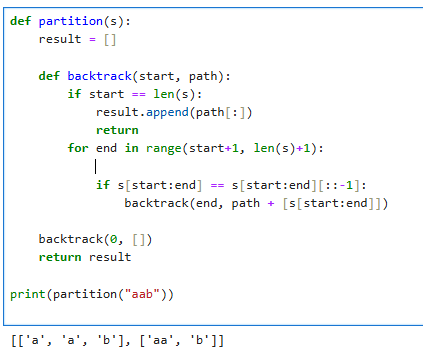 def partition(s):
    result = []
    def backtrack(start, path):
        if start == len(s):
            result.append(path[:])
            return
        for end in range(start+1, len(s)+1):
            if s[start:end] == s[start:end][::-1]:
                backtrack(end, path + [s[start:end]])
    backtrack(0, [])
    return result
print(partition("aab"))
[['a', 'a', 'b'], ['aa', 'b']]